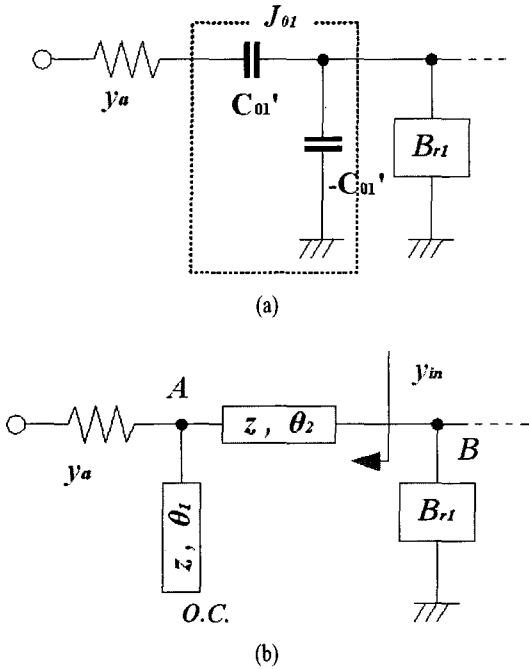 J₀₁
yₐ
C₀₁'
-C₀₁'
Bᵣ₁
(a)
A
z , θ₂
yᵢₙ
yₐ
B
z , θ₁
Bᵣ₁
O.C.
(b)